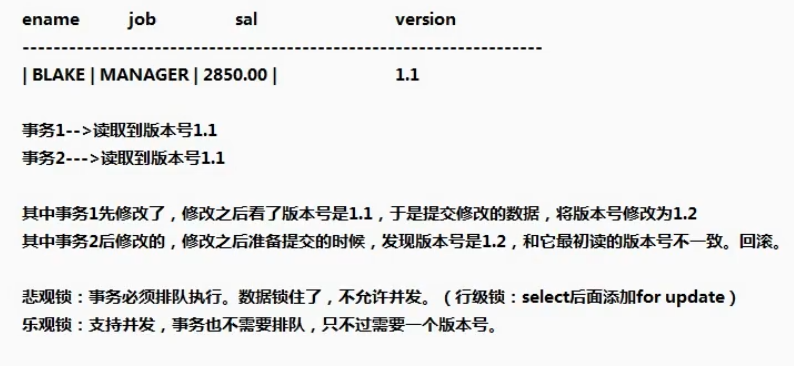 ename job sal version
-----------------------------------------------------------------
| BLAKE | MANAGER | 2850.00 | 1.1
事务1-->读取到版本号1.1
事务2--->读取到版本号1.1
其中事务1先修改了，修改之后看了版本号是1.1，于是提交修改的数据，将版本号修改为1.2
其中事务2后修改的，修改之后准备提交的时候，发现版本号是1.2，和它最初读的版本号不一致。回滚。
悲观锁：事务必须排队执行。数据锁住了，不允许并发。（行级锁：select后面添加for update）
乐观锁：支持并发，事务也不需要排队，只不过需要一个版本号。